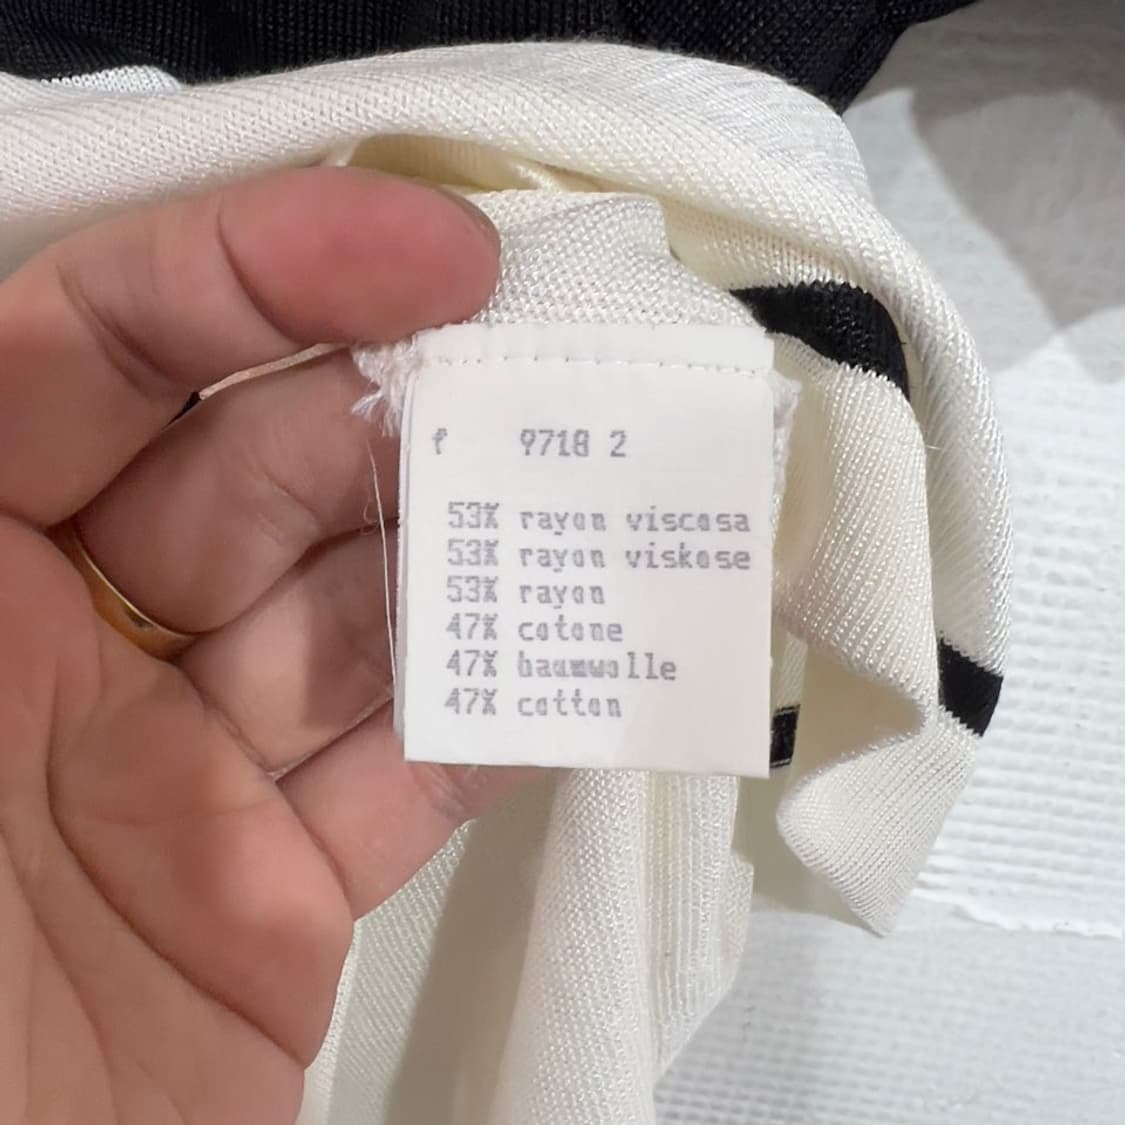 f 9718 2
53% rayon viscosa
53% rayon viskose
53% rayon
47% cotone
47% baumwolle
47% cotton